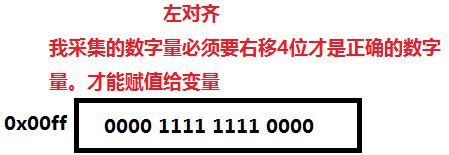 左对齐
我采集的数字量必须要右移4位才是正确的数字
量。才能赋值给变量
0x00ff 0000 1111 1111 0000